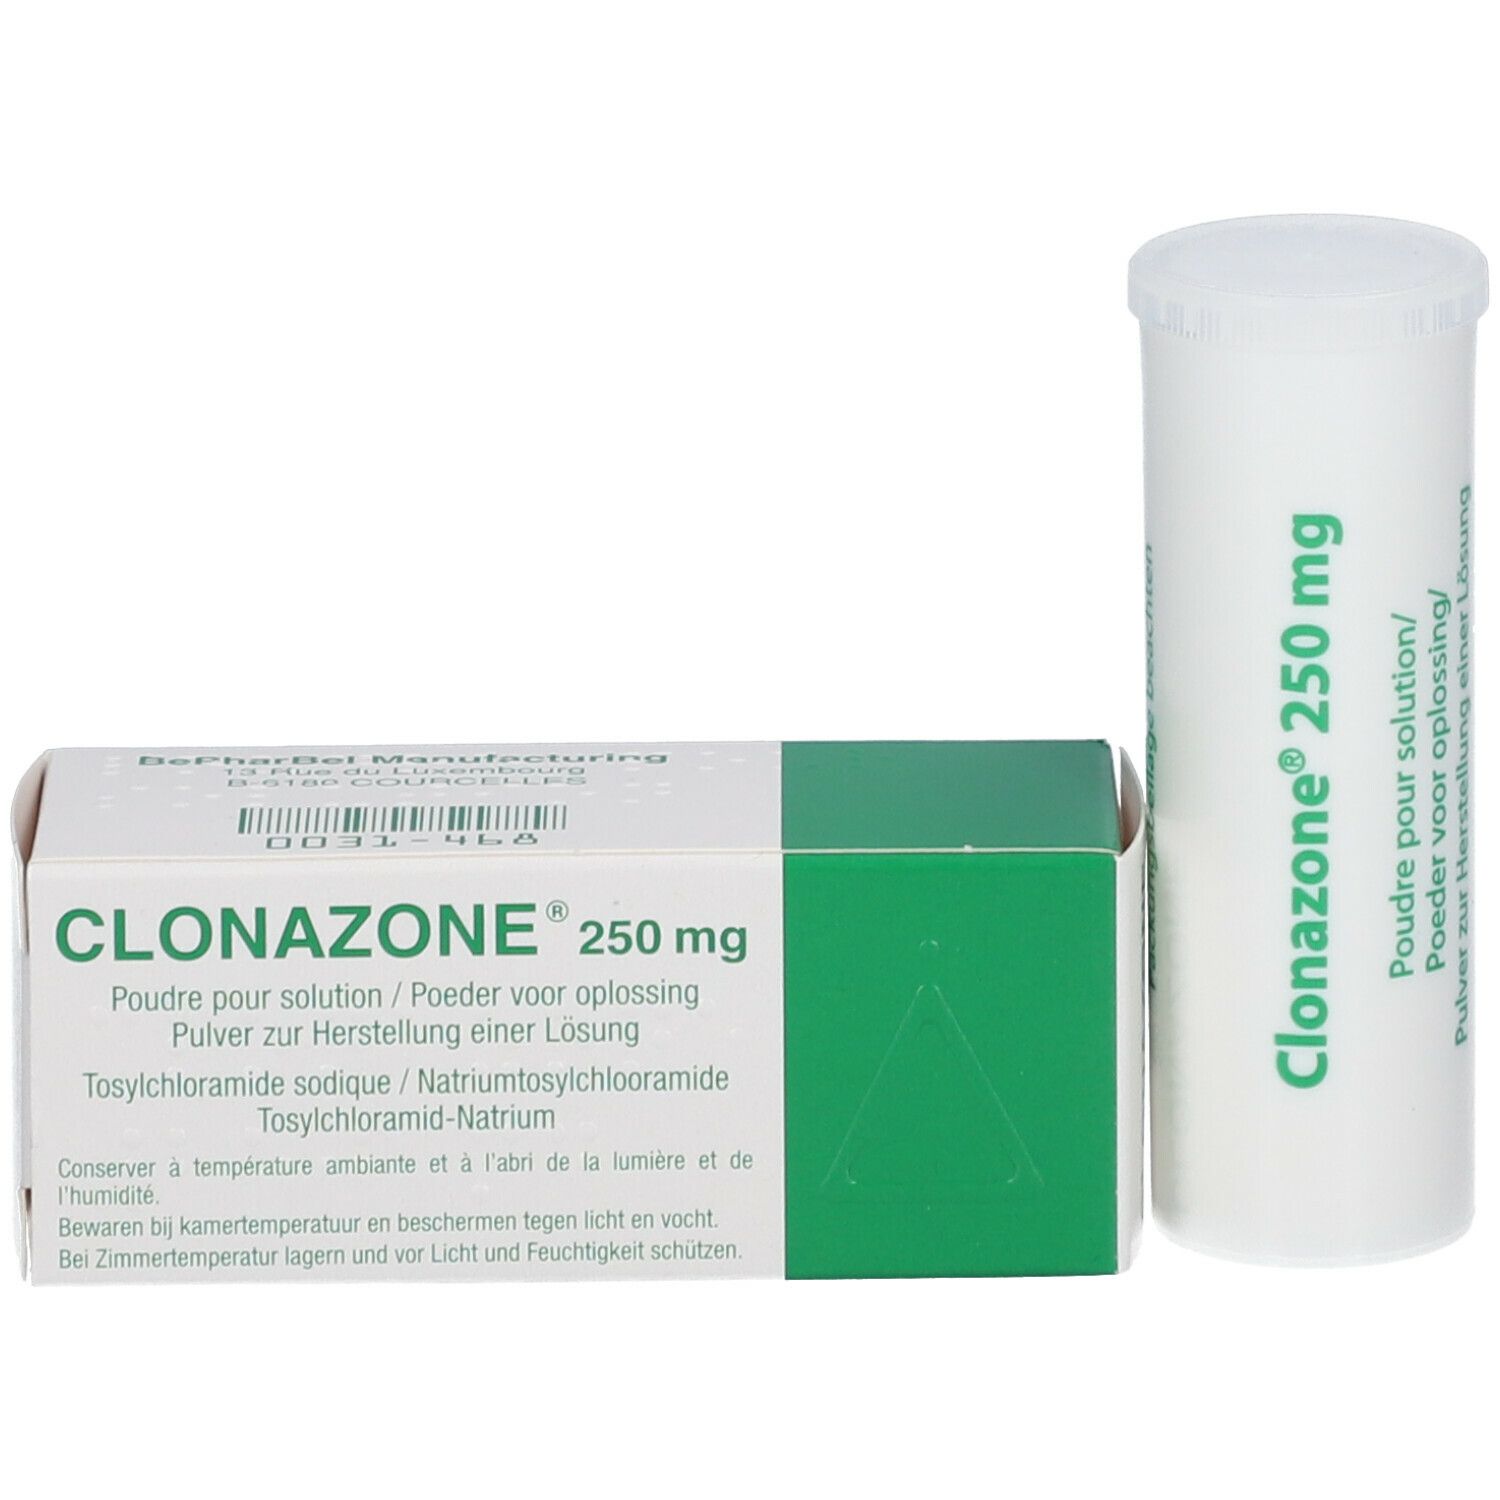 BePharBel Manufacturing
13 Rue du Luxembourg
B-6180 COURCELLES
0031-468
CLONAZONE® 250 mg
Poudre pour solution / Poeder voor oplossing
Pulver zur Herstellung einer Lösung
Tosylchloramide sodique / Natriumtosylchlooramide
Tosylchloramid-Natrium
Conserver à température ambiante et à l'abri de la lumière et de
l'humidité.
Bewaren bij kamertemperatuur en beschermen tegen licht en vocht.
Bei Zimmertemperatur lagern und vor Licht und Feuchtigkeit schützen.
beachten
Clonazone® 250 mg
Poudre pour solution/
Poeder voor oplossing/
Pulver zur Herstellung einer Lösung